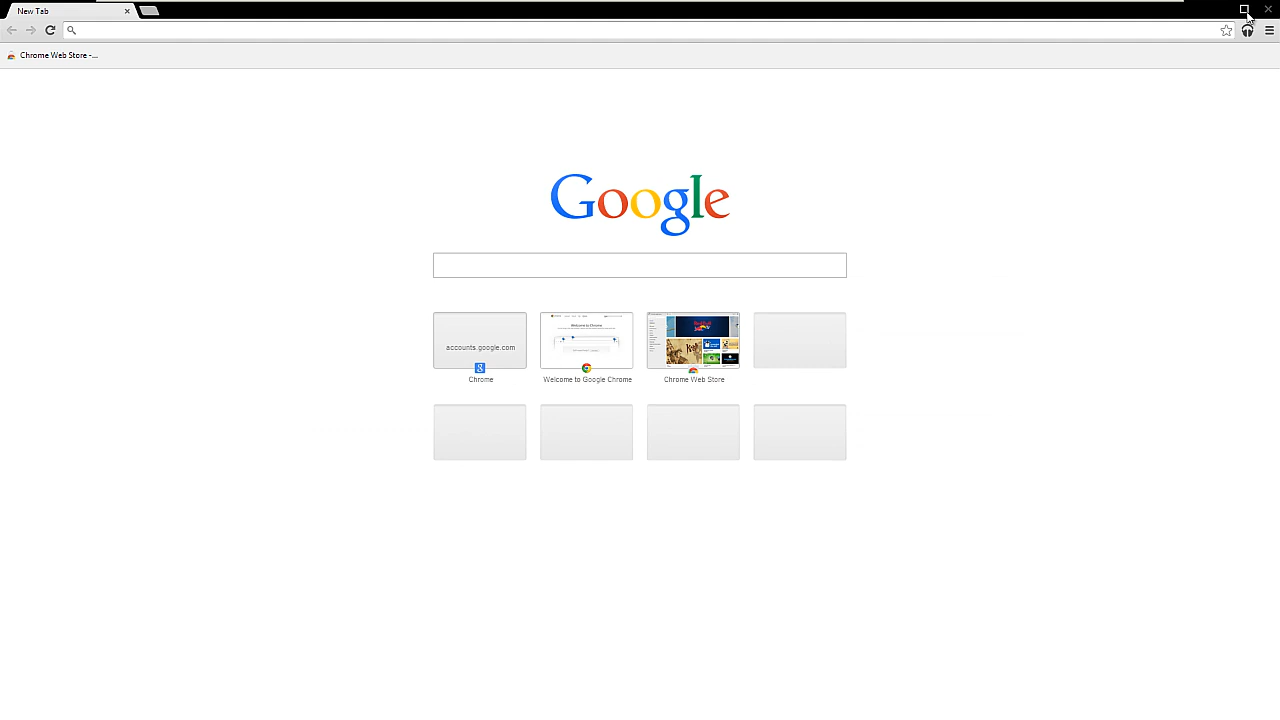 New Tab
Chrome Web Store -...
Google
accounts.google.com
Welcome to Chrome
Chrome
Welcome to Google Chrome
Chrome Web Store